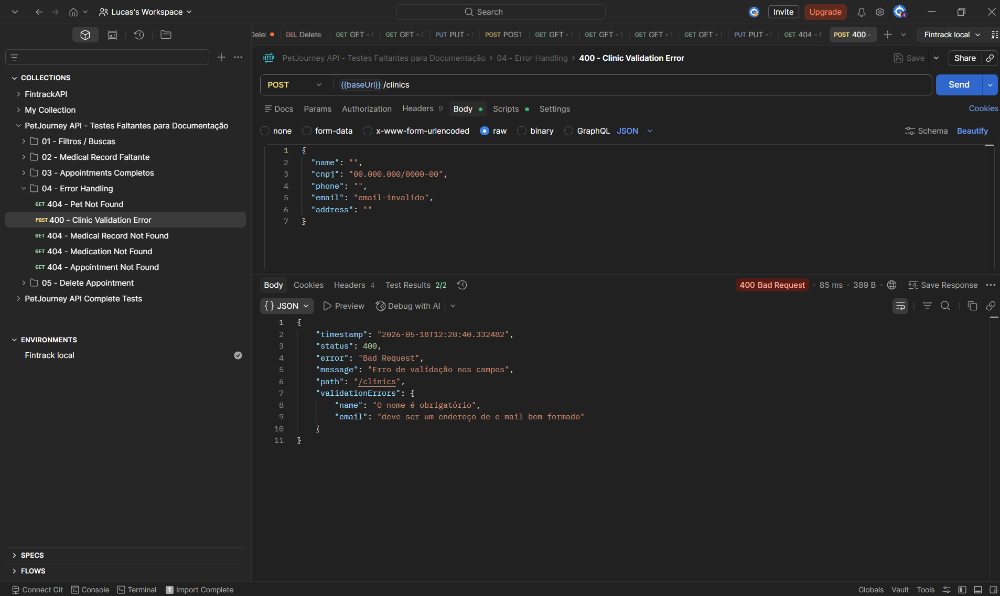 Lucas's Workspace
Search
Invite
Upgrade
Delet
DEL Delete
GET GET -
GET GET -
PUT PUT -
POST POST
GET GET -
GET GET -
GET GET -
GET GET -
PUT PUT -
GET 404 -
POST 400 -
Fintrack local
COLLECTIONS
FintrackAPI
My Collection
PetJourney API - Testes Faltantes para Documentação
01 - Filtros / Buscas
02 - Medical Record Faltante
03 - Appointments Completos
04 - Error Handling
GET 404 - Pet Not Found
POST 400 - Clinic Validation Error
GET 404 - Medical Record Not Found
GET 404 - Medication Not Found
GET 404 - Appointment Not Found
05 - Delete Appointment
PetJourney API Complete Tests
ENVIRONMENTS
Fintrack local
SPECS
FLOWS
HTTP PetJourney API - Testes Faltantes para Documentação > 04 - Error Handling > 400 - Clinic Validation Error
Save
Share
POST {{baseUrl}} /clinics
Send
Docs Params Authorization Headers 9 Body Scripts Settings
Cookies
none form-data x-www-form-urlencoded raw binary GraphQL JSON
Schema Beautify
1 {
2 "name": "",
3 "cnpj": "00.000.000/0000-00",
4 "phone": "",
5 "email": "email-invalido",
6 "address": ""
7 }
Body Cookies Headers 4 Test Results 2/2
400 Bad Request • 85 ms • 389 B
e.g. Save Response
{} JSON Preview Debug with AI
1 {
2 "timestamp": "2026-05-18T12:28:40.332482",
3 "status": 400,
4 "error": "Bad Request",
5 "message": "Erro de validação nos campos",
6 "path": "/clinics",
7 "validationErrors": {
8 "name": "O nome é obrigatório",
9 "email": "deve ser um endereço de e-mail bem formado"
10 }
11 }
Connect Git Console Terminal 1 Import Complete
Globals Vault Tools